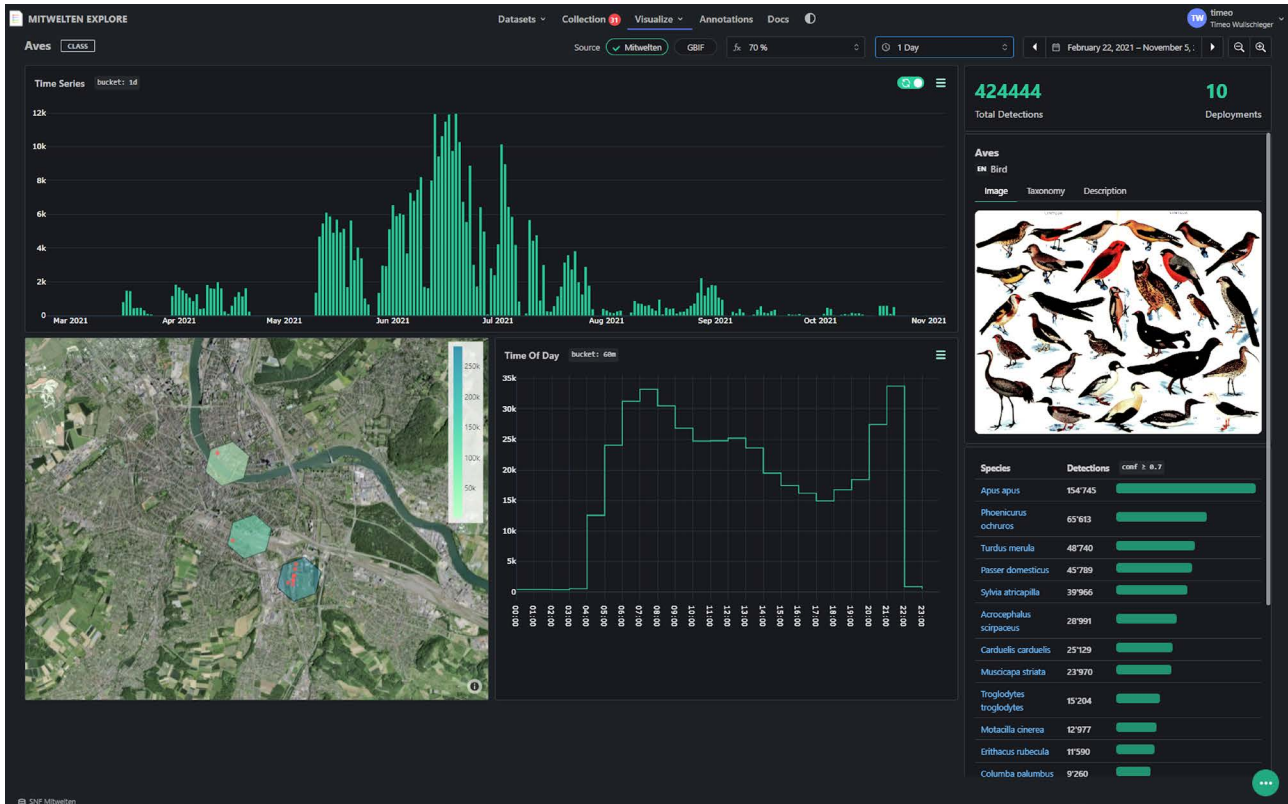 MITWELTEN EXPLORE
Datasets
Collection 31
Visualize
Annotations
Docs
TW
timeo
Timeo Wullschleger
Aves CLASS
Source
Mitwelten
GBIF
fx 70 %
1 Day
February 22, 2021 – November 5, :
Time Series bucket: 1d
12k
10k
8k
6k
4k
2k
0
Mar 2021 Apr 2021 May 2021 Jun 2021 Jul 2021 Aug 2021 Sep 2021 Oct 2021 Nov 2021
424444
Total Detections
10
Deployments
Aves
EN Bird
Image Taxonomy Description
250k
200k
150k
100k
50k
Time Of Day bucket: 60m
35k
30k
25k
20k
15k
10k
5k
0
00:00 01:00 02:00 03:00 04:00 05:00 06:00 07:00 08:00 09:00 10:00 11:00 12:00 13:00 14:00 15:00 16:00 17:00 18:00 19:00 20:00 21:00 22:00 23:00
Species Detections conf ≥ 0.7
Apus apus 154'745
Phoenicurus
ochruros 65'613
Turdus merula 48'740
Passer domesticus 45'789
Sylvia atricapilla 39'966
Acrocephalus
scirpaceus 28'991
Carduelis carduelis 25'129
Muscicapa striata 23'970
Troglodytes
troglodytes 15'204
Motacilla cinerea 12'977
Erithacus rubecula 11'590
Columba palumbus 9'260
SNF Mitwelten